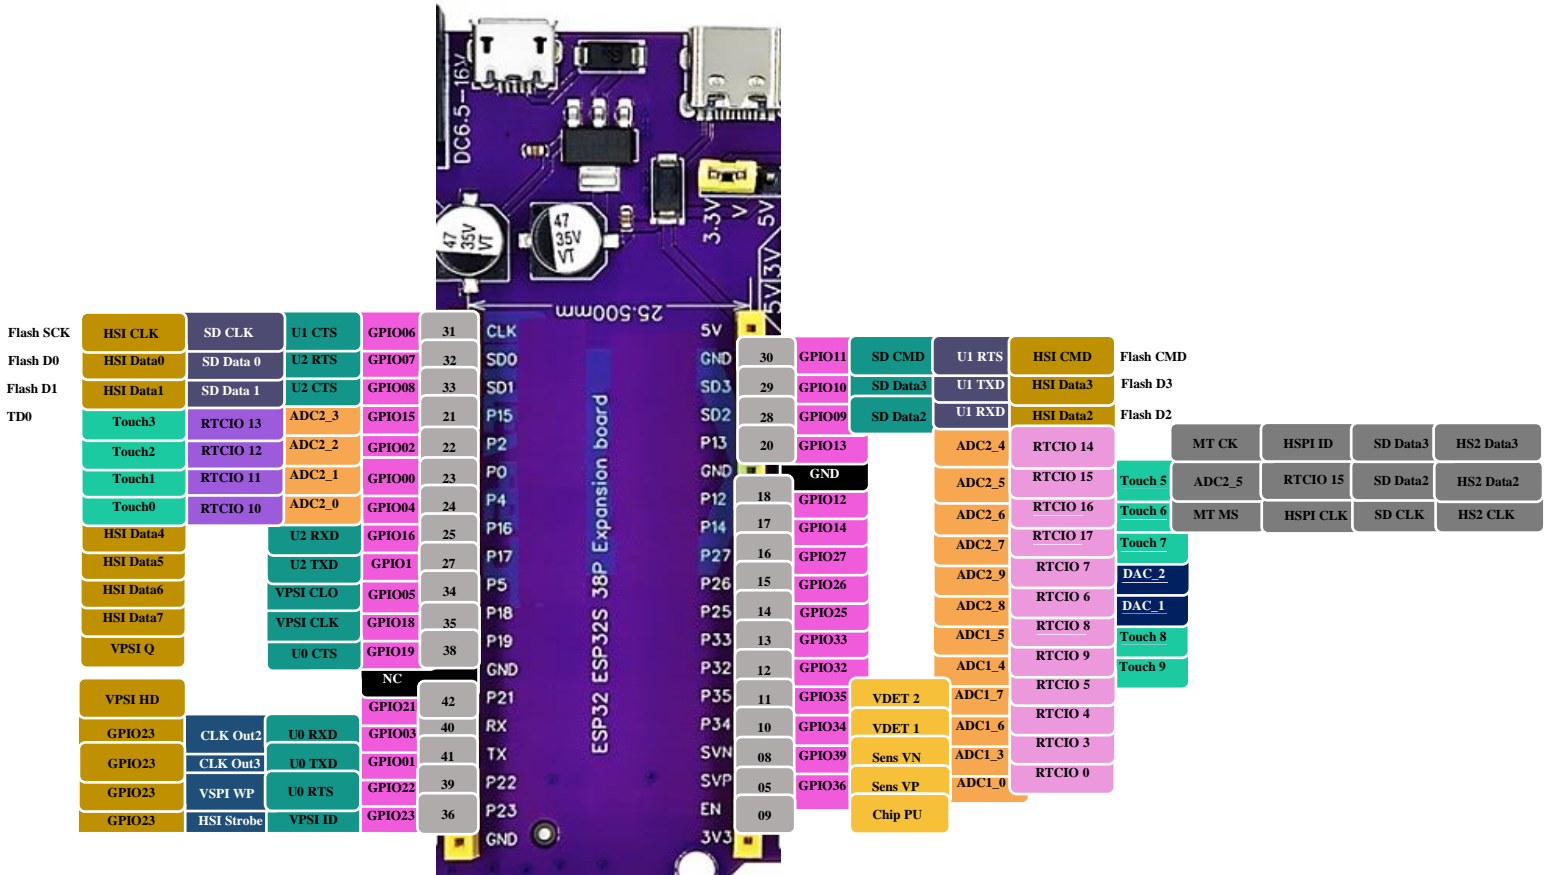 DC6.5-16V
47 35V VT
47 35V VT
3.3V V 5V
5V 3V
25.500mm
ESP32 ESP32S 38P Expansion board
Flash SCK HSI CLK SD CLK U1 CTS GPIO06 31 CLK
Flash D0 HSI Data0 SD Data 0 U2 RTS GPIO07 32 SD0
Flash D1 HSI Data1 SD Data 1 U2 CTS GPIO08 33 SD1
TD0 Touch3 RTCIO 13 ADC2_3 GPIO15 21 P15
Touch2 RTCIO 12 ADC2_2 GPIO02 22 P2
Touch1 RTCIO 11 ADC2_1 GPIO00 23 P0
Touch0 RTCIO 10 ADC2_0 GPIO04 24 P4
HSI Data4 U2 RXD GPIO16 25 P16
HSI Data5 U2 TXD GPIO1 27 P17
HSI Data6 VPSI CLO GPIO05 34 P5
HSI Data7 VPSI CLK GPIO18 35 P18
VPSI Q U0 CTS GPIO19 38 P19
NC GND
VPSI HD GPIO21 42 P21
GPIO23 CLK Out2 U0 RXD GPIO03 40 RX
GPIO23 CLK Out3 U0 TXD GPIO01 41 TX
GPIO23 VSPI WP U0 RTS GPIO22 39 P22
GPIO23 HSI Strobe VPSI ID GPIO23 36 P23
GND
5V
GND 30 GPIO11 SD CMD U1 RTS HSI CMD Flash CMD
SD3 29 GPIO10 SD Data3 U1 TXD HSI Data3 Flash D3
SD2 28 GPIO09 SD Data2 U1 RXD HSI Data2 Flash D2
P13 20 GPIO13 ADC2_4 RTCIO 14 MT CK HSPI ID SD Data3 HS2 Data3
GND GND
P12 18 GPIO12 ADC2_5 RTCIO 15 Touch 5 ADC2_5 RTCIO 15 SD Data2 HS2 Data2
P14 17 GPIO14 ADC2_6 RTCIO 16 Touch 6 MT MS HSPI CLK SD CLK HS2 CLK
P27 16 GPIO27 ADC2_7 RTCIO 17 Touch 7
P26 15 GPIO26 ADC2_9 RTCIO 7 DAC_2
P25 14 GPIO25 ADC2_8 RTCIO 6 DAC_1
P33 13 GPIO33 ADC1_5 RTCIO 8 Touch 8
P32 12 GPIO32 ADC1_4 RTCIO 9 Touch 9
P35 11 GPIO35 VDET 2 ADC1_7 RTCIO 5
P34 10 GPIO34 VDET 1 ADC1_6 RTCIO 4
SVN 08 GPIO39 Sens VN ADC1_3 RTCIO 3
SVP 05 GPIO36 Sens VP ADC1_0 RTCIO 0
EN 09 Chip PU
3V3